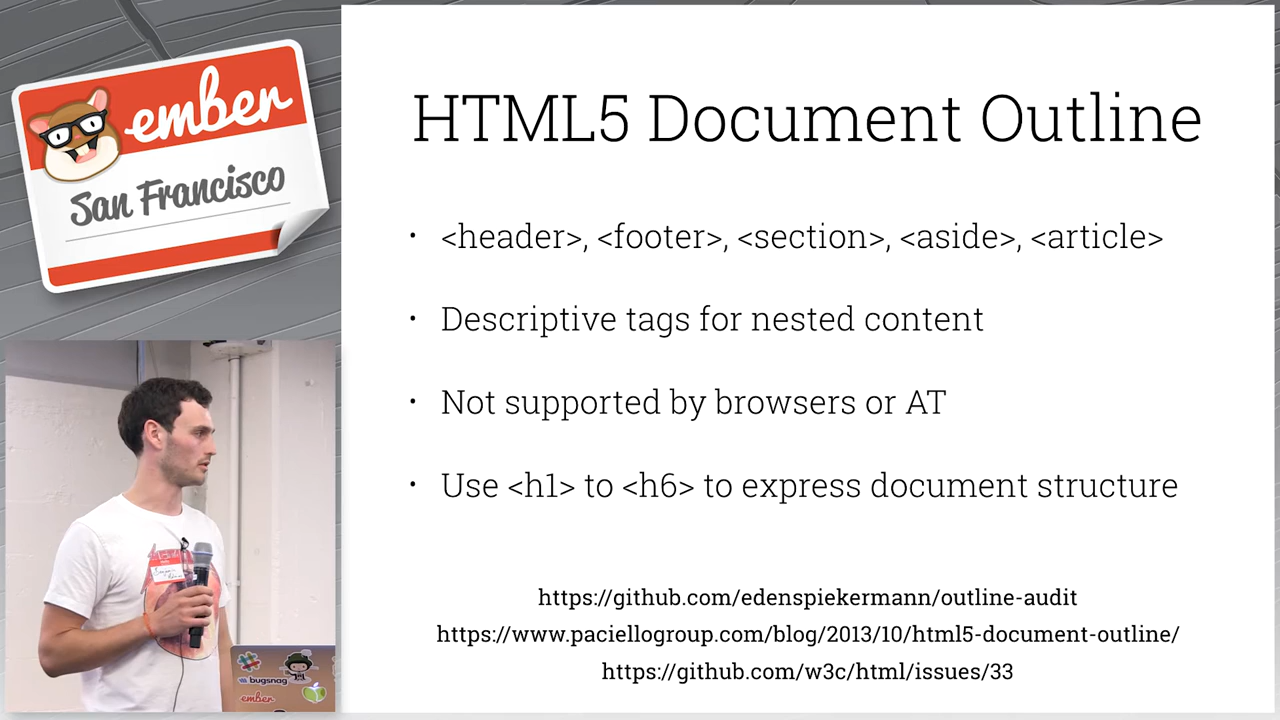 ember
San Francisco
HTML5 Document Outline
• <header>, <footer>, <section>, <aside>, <article>
• Descriptive tags for nested content
• Not supported by browsers or AT
• Use <h1> to <h6> to express document structure
https://github.com/edenspiekermann/outline-audit
https://www.paciellogroup.com/blog/2013/10/html5-document-outline/
https://github.com/w3c/html/issues/33
bugsnag
ember